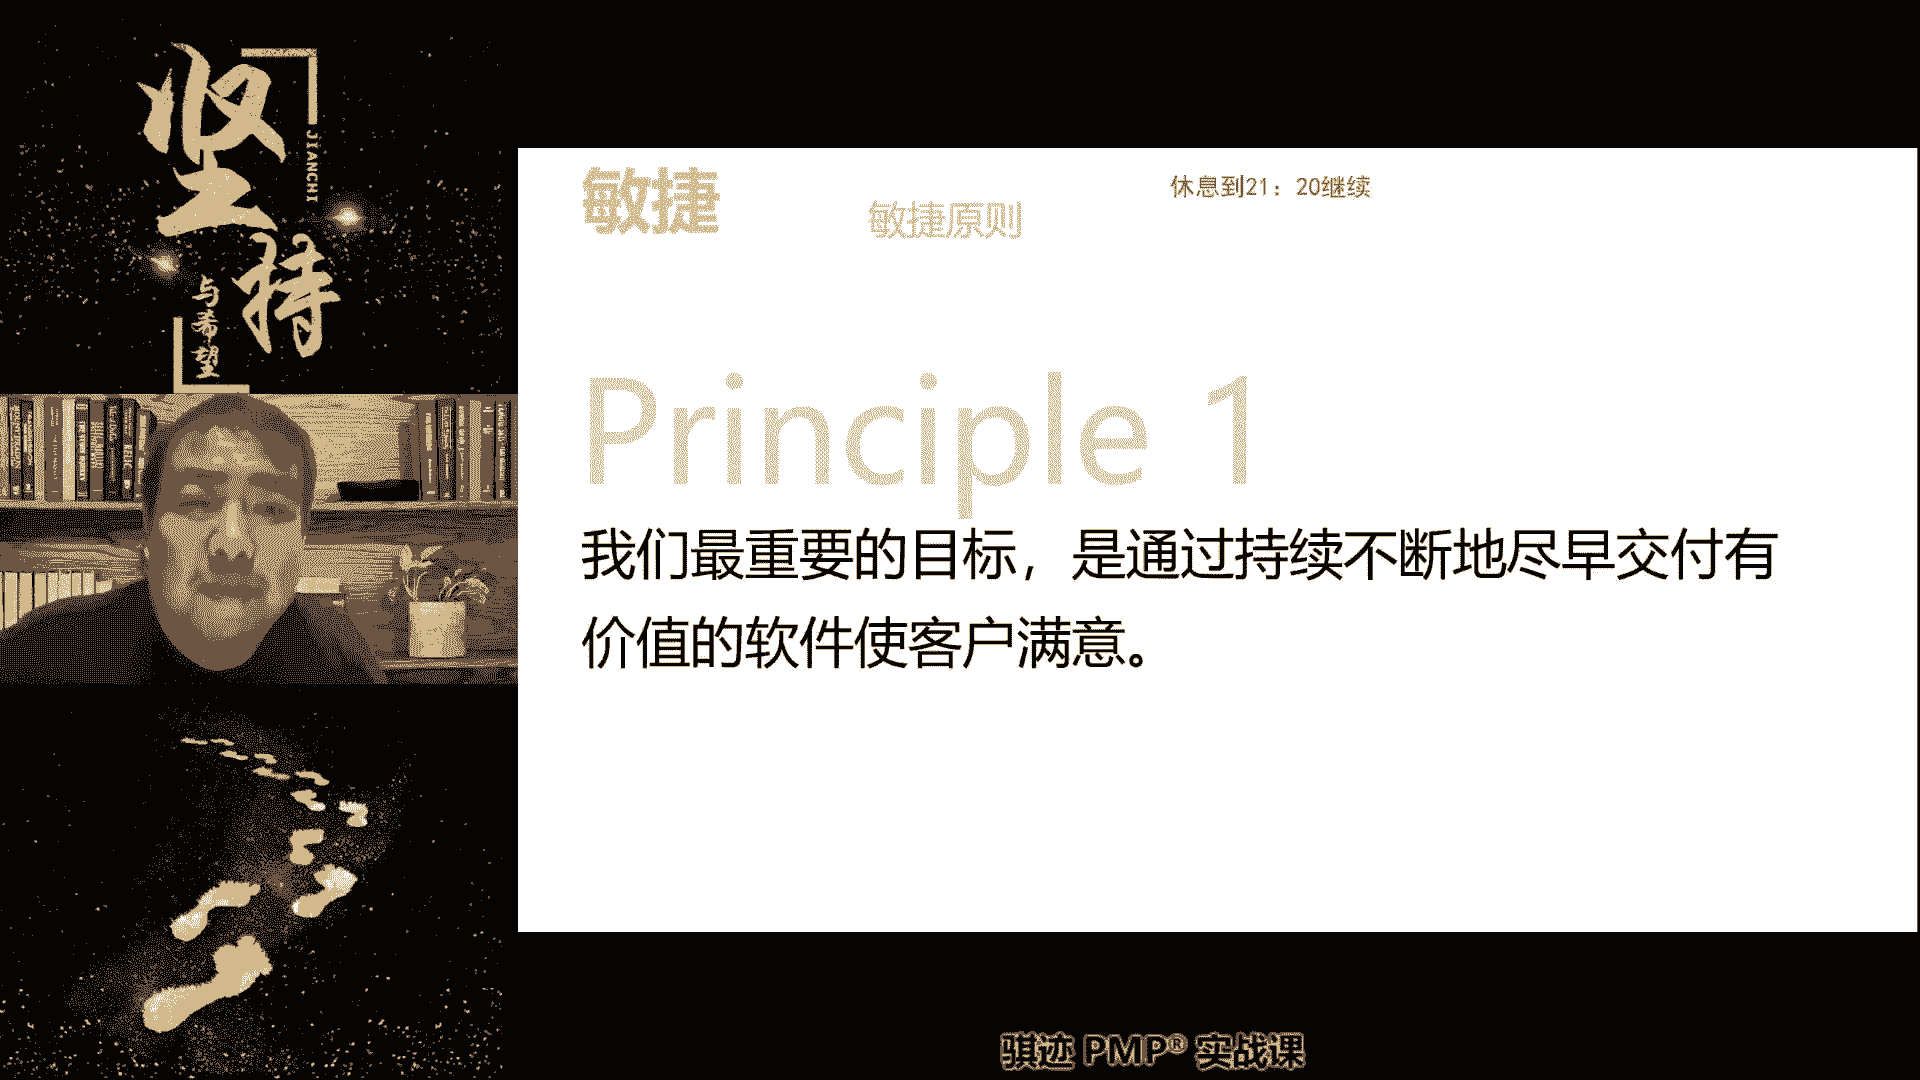 坚持
JIANCHI
与希望
敏捷
敏捷原则
休息到21：20继续
Principle 1
我们最重要的目标，是通过持续不断地尽早交付有
价值的软件使客户满意。
骐迹 PMP® 实战课